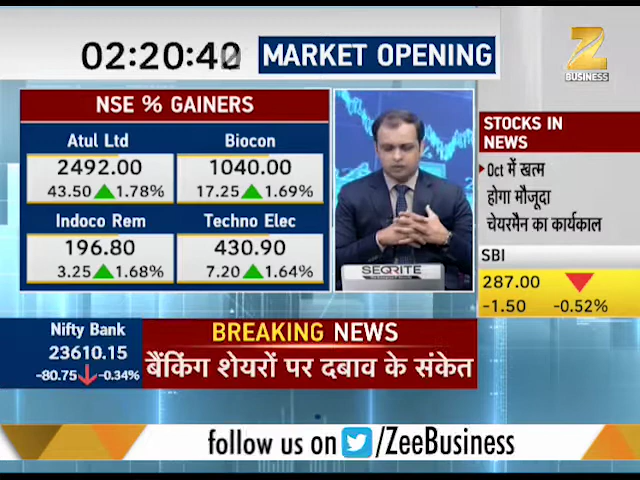 02:20:40
MARKET OPENING
Z
BUSINESS
NSE % GAINERS
Atul Ltd
2492.00
43.50 1.78%
Biocon
1040.00
17.25 1.69%
Indoco Rem
196.80
3.25 1.68%
Techno Elec
430.90
7.20 1.64%
SEQRITE
STOCKS IN
NEWS
Oct में खत्म
होगा मौजूदा
चेयरमैन का कार्यकाल
SBI
287.00
-1.50 -0.52%
Nifty Bank
23610.15
-80.75 -0.34%
BREAKING NEWS
बैंकिंग शेयरों पर दबाव के संकेत
follow us on /ZeeBusiness